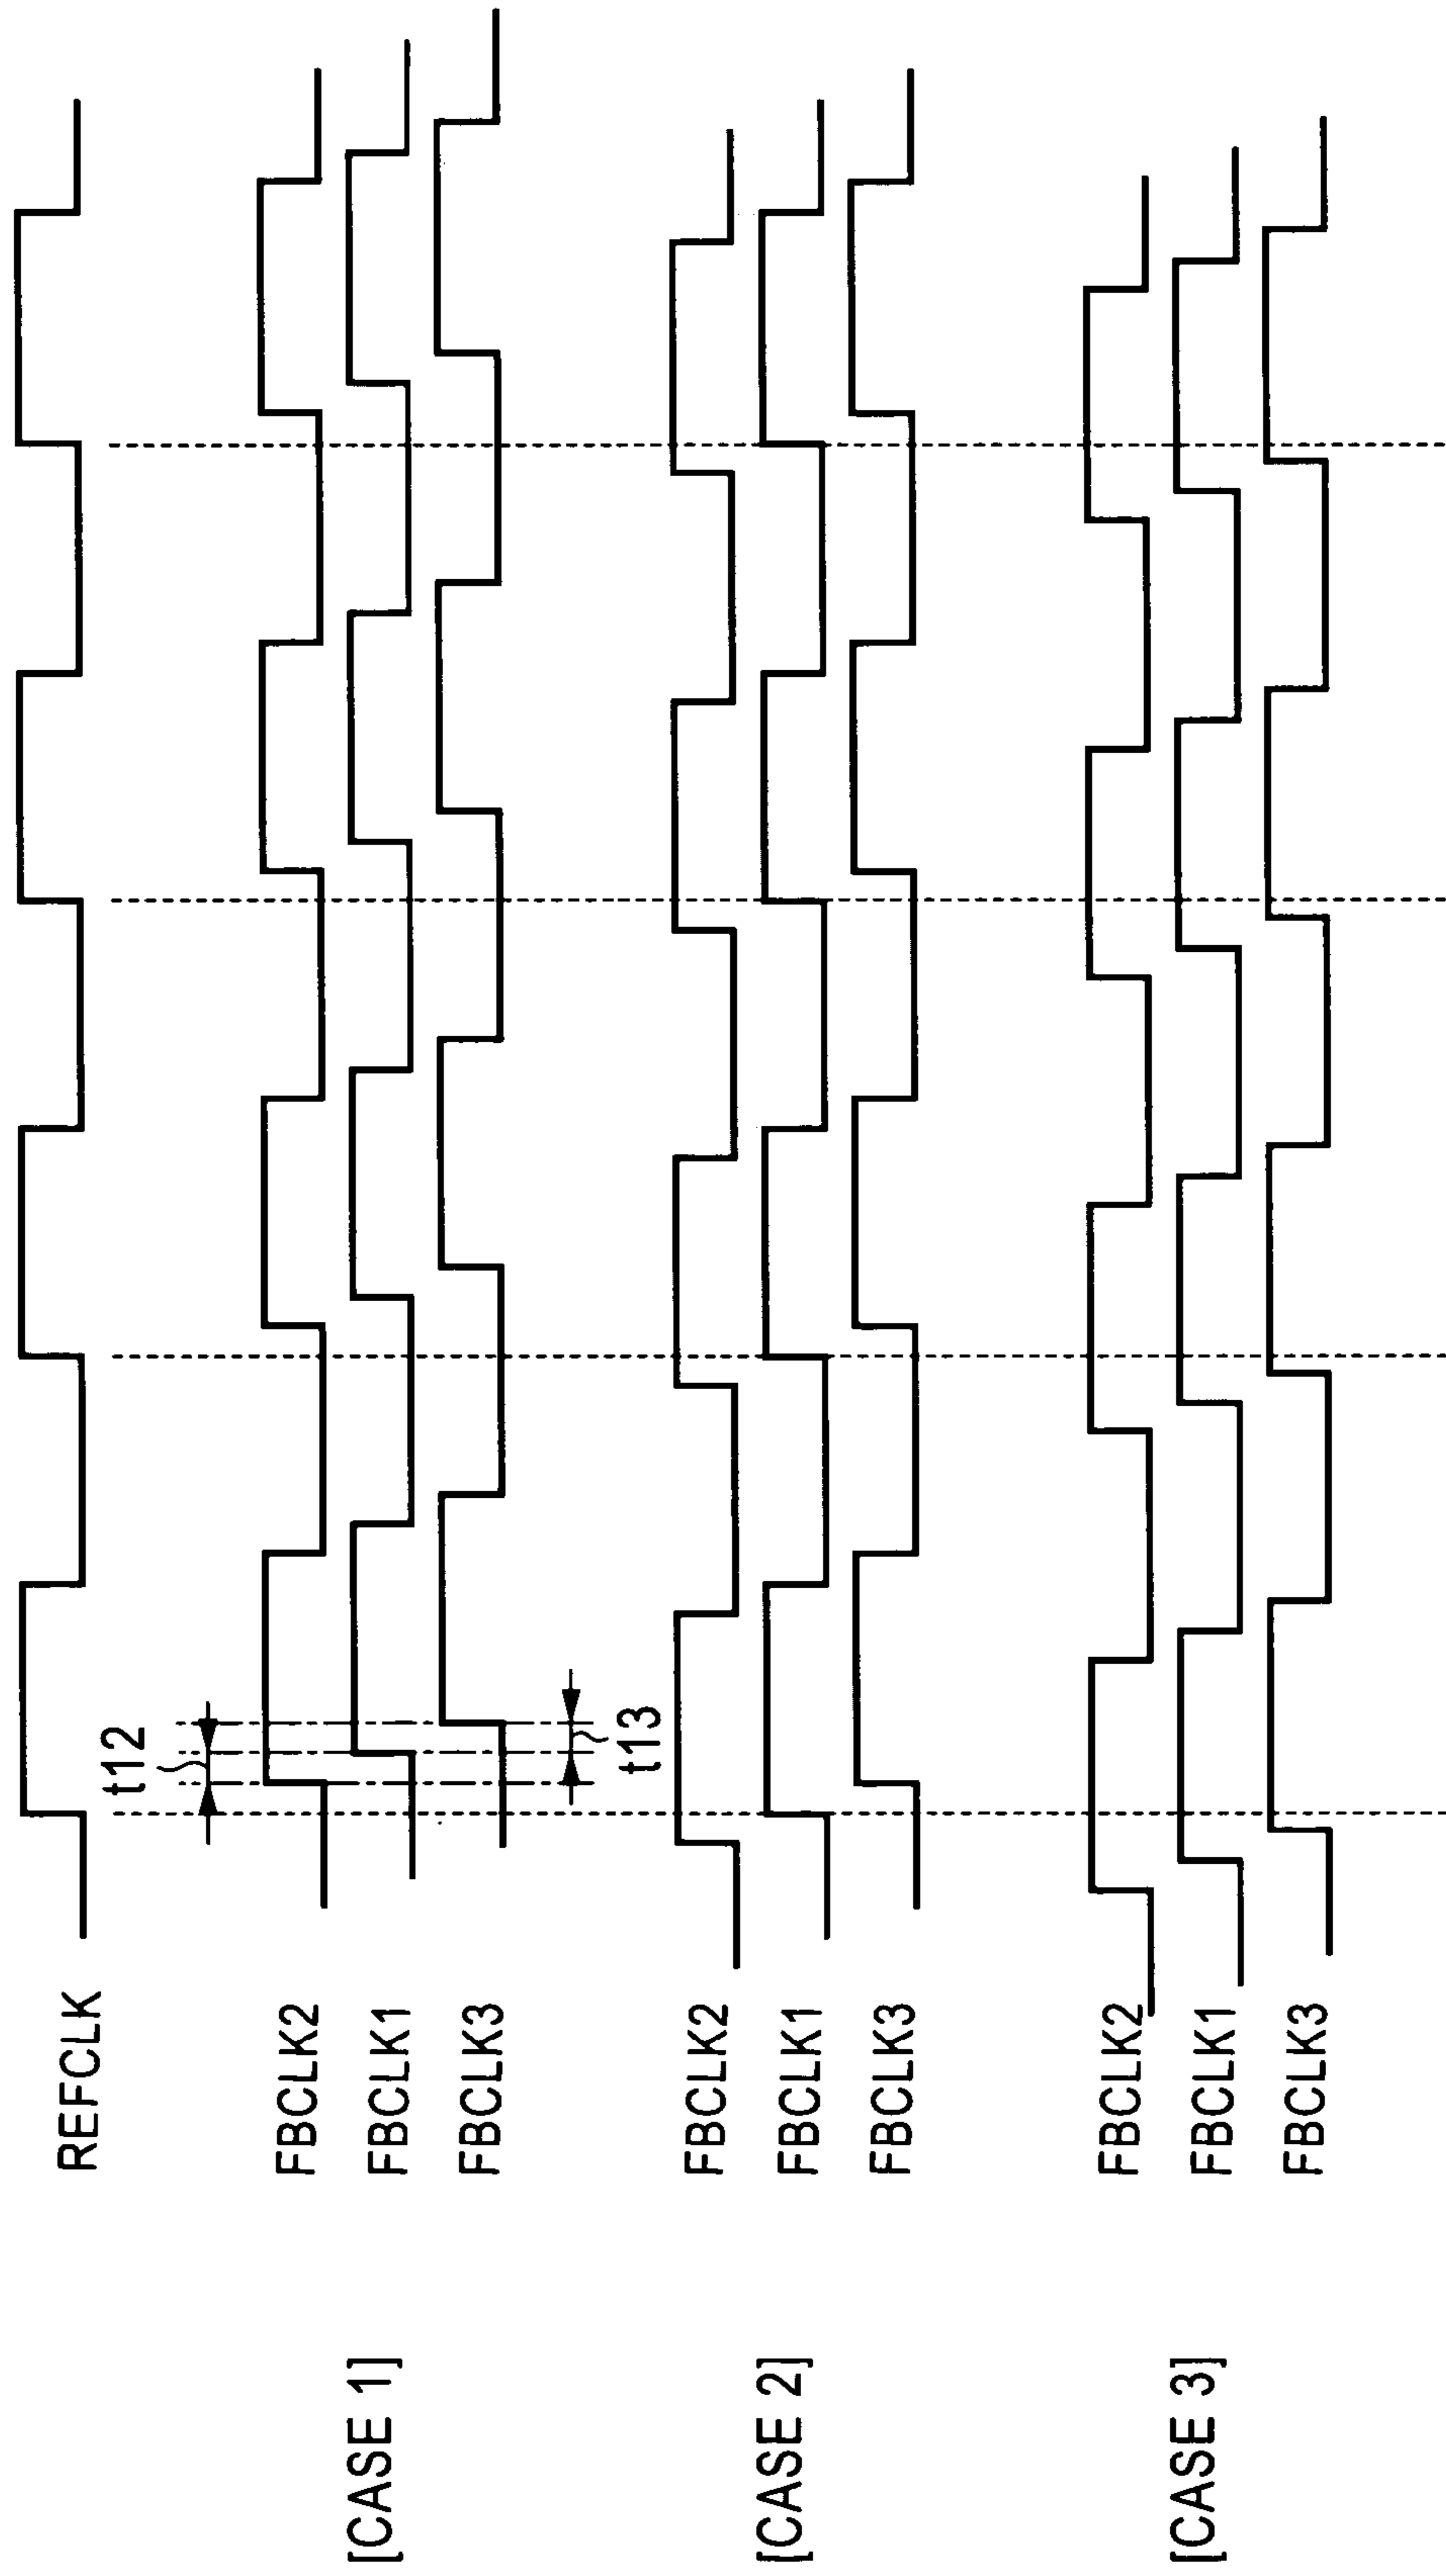 REFCLK
t12
[CASE 1]
FBCLK2
FBCLK1
FBCLK3
t13
[CASE 2]
FBCLK2
FBCLK1
FBCLK3
[CASE 3]
FBCLK2
FBCLK1
FBCLK3